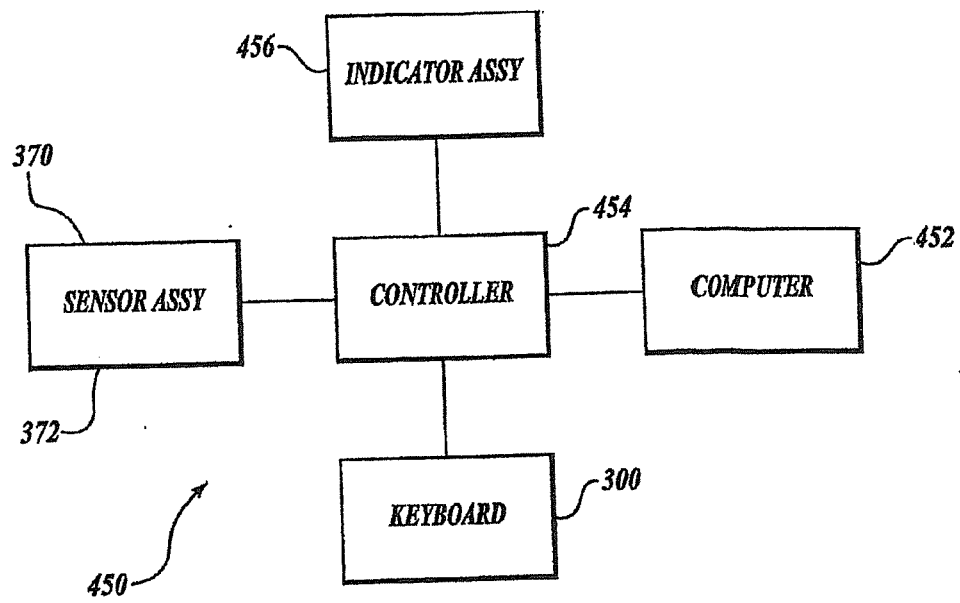 456
INDICATOR ASSY
370
454
SENSOR ASSY
CONTROLLER
COMPUTER
452
372
KEYBOARD
300
450